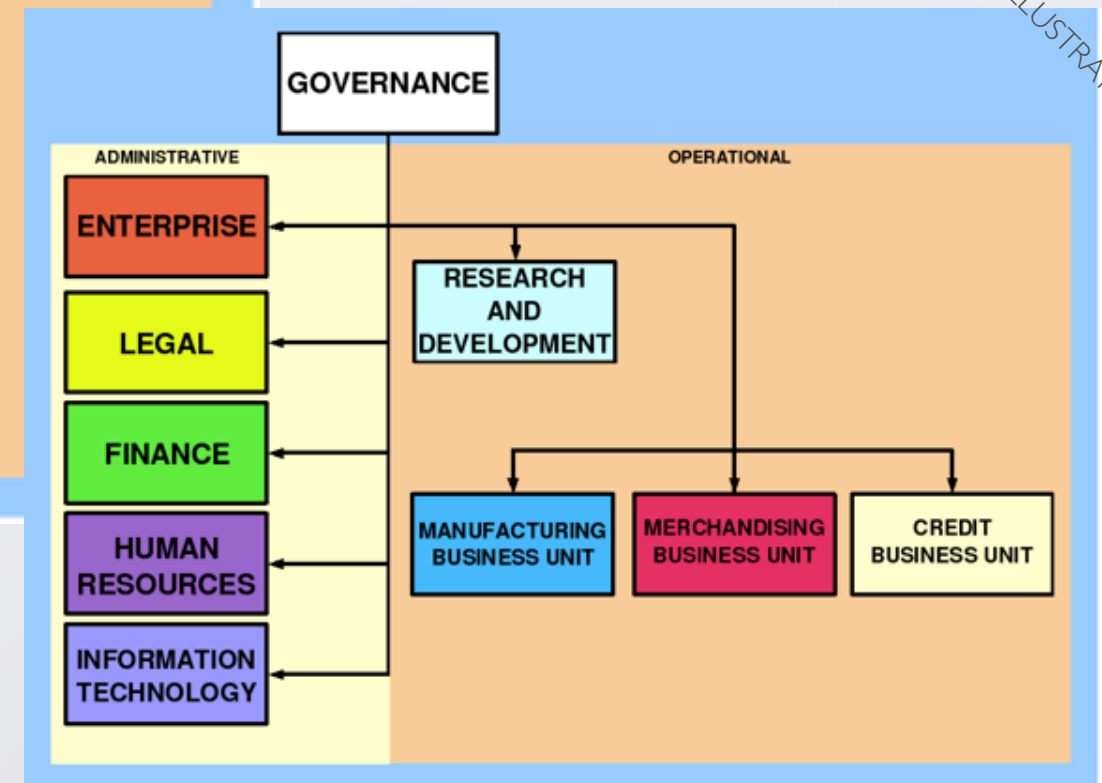 GOVERNANCE
ADMINISTRATIVE
OPERATIONAL
ENTERPRISE
RESEARCH
AND
DEVELOPMENT
LEGAL
FINANCE
HUMAN
RESOURCES
MANUFACTURING
BUSINESS UNIT
MERCHANDISING
BUSINESS UNIT
CREDIT
BUSINESS UNIT
INFORMATION
TECHNOLOGY